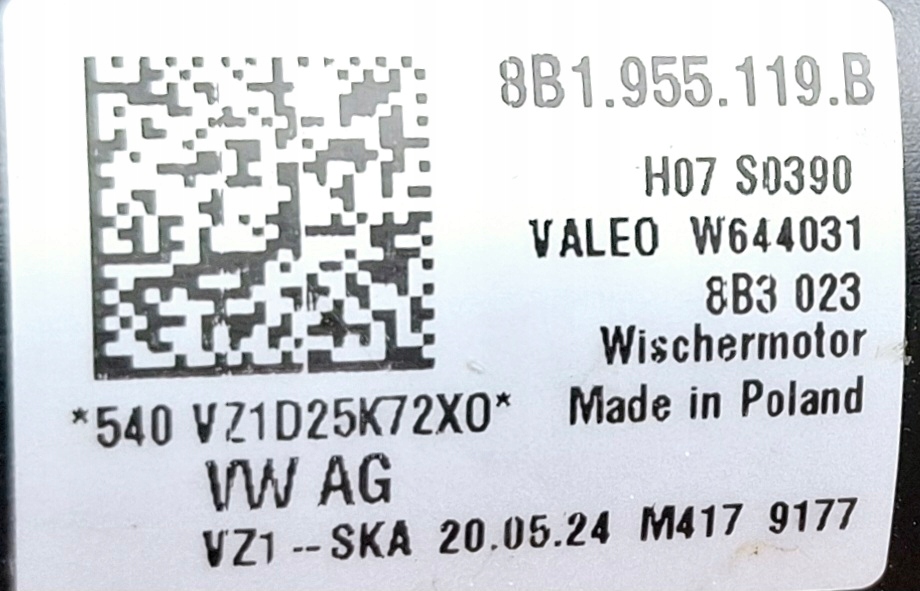 8B1.955.119.B
H07 S0390
VALEO W644031
8B3 023
Wischermotor
Made in Poland
*540 VZ1D25K72X0*
VW AG
VZ1 --SKA 20.05.24 M417 9177